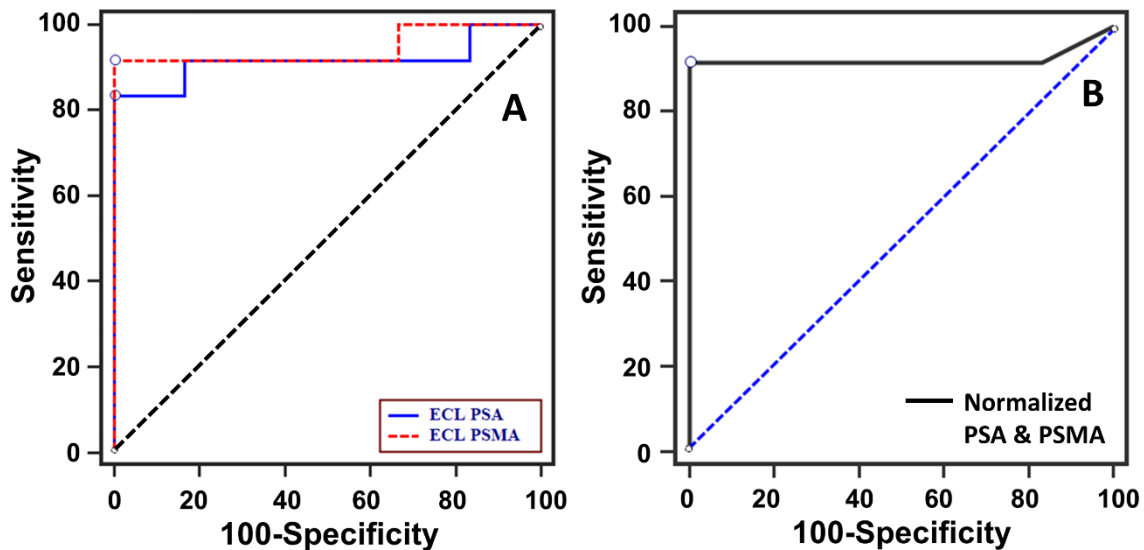 100
80
60
40
20
0
Sensitivity
A
ECL PSA
ECL PSMA
0 20 40 60 80 100
100-Specificity
100
80
60
40
20
0
Sensitivity
B
Normalized
PSA & PSMA
0 20 40 60 80 100
100-Specificity